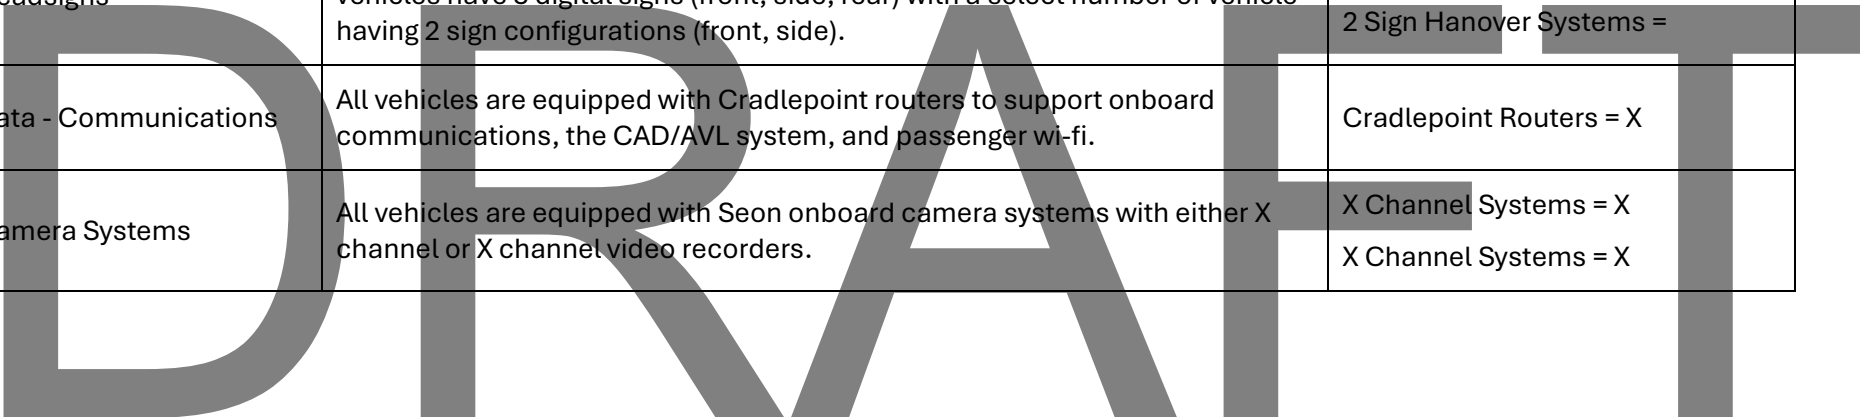 eadsigns
vehicles have 3 digital signs (front, side, rear) with a select number of vehicle
having 2 sign configurations (front, side).
2 Sign Hanover Systems =
ata - Communications
All vehicles are equipped with Cradlepoint routers to support onboard
communications, the CAD/AVL system, and passenger wi-fi.
Cradlepoint Routers = X
amera Systems
All vehicles are equipped with Seon onboard camera systems with either X
channel or X channel video recorders.
X Channel Systems = X
X Channel Systems = X
DRAFT